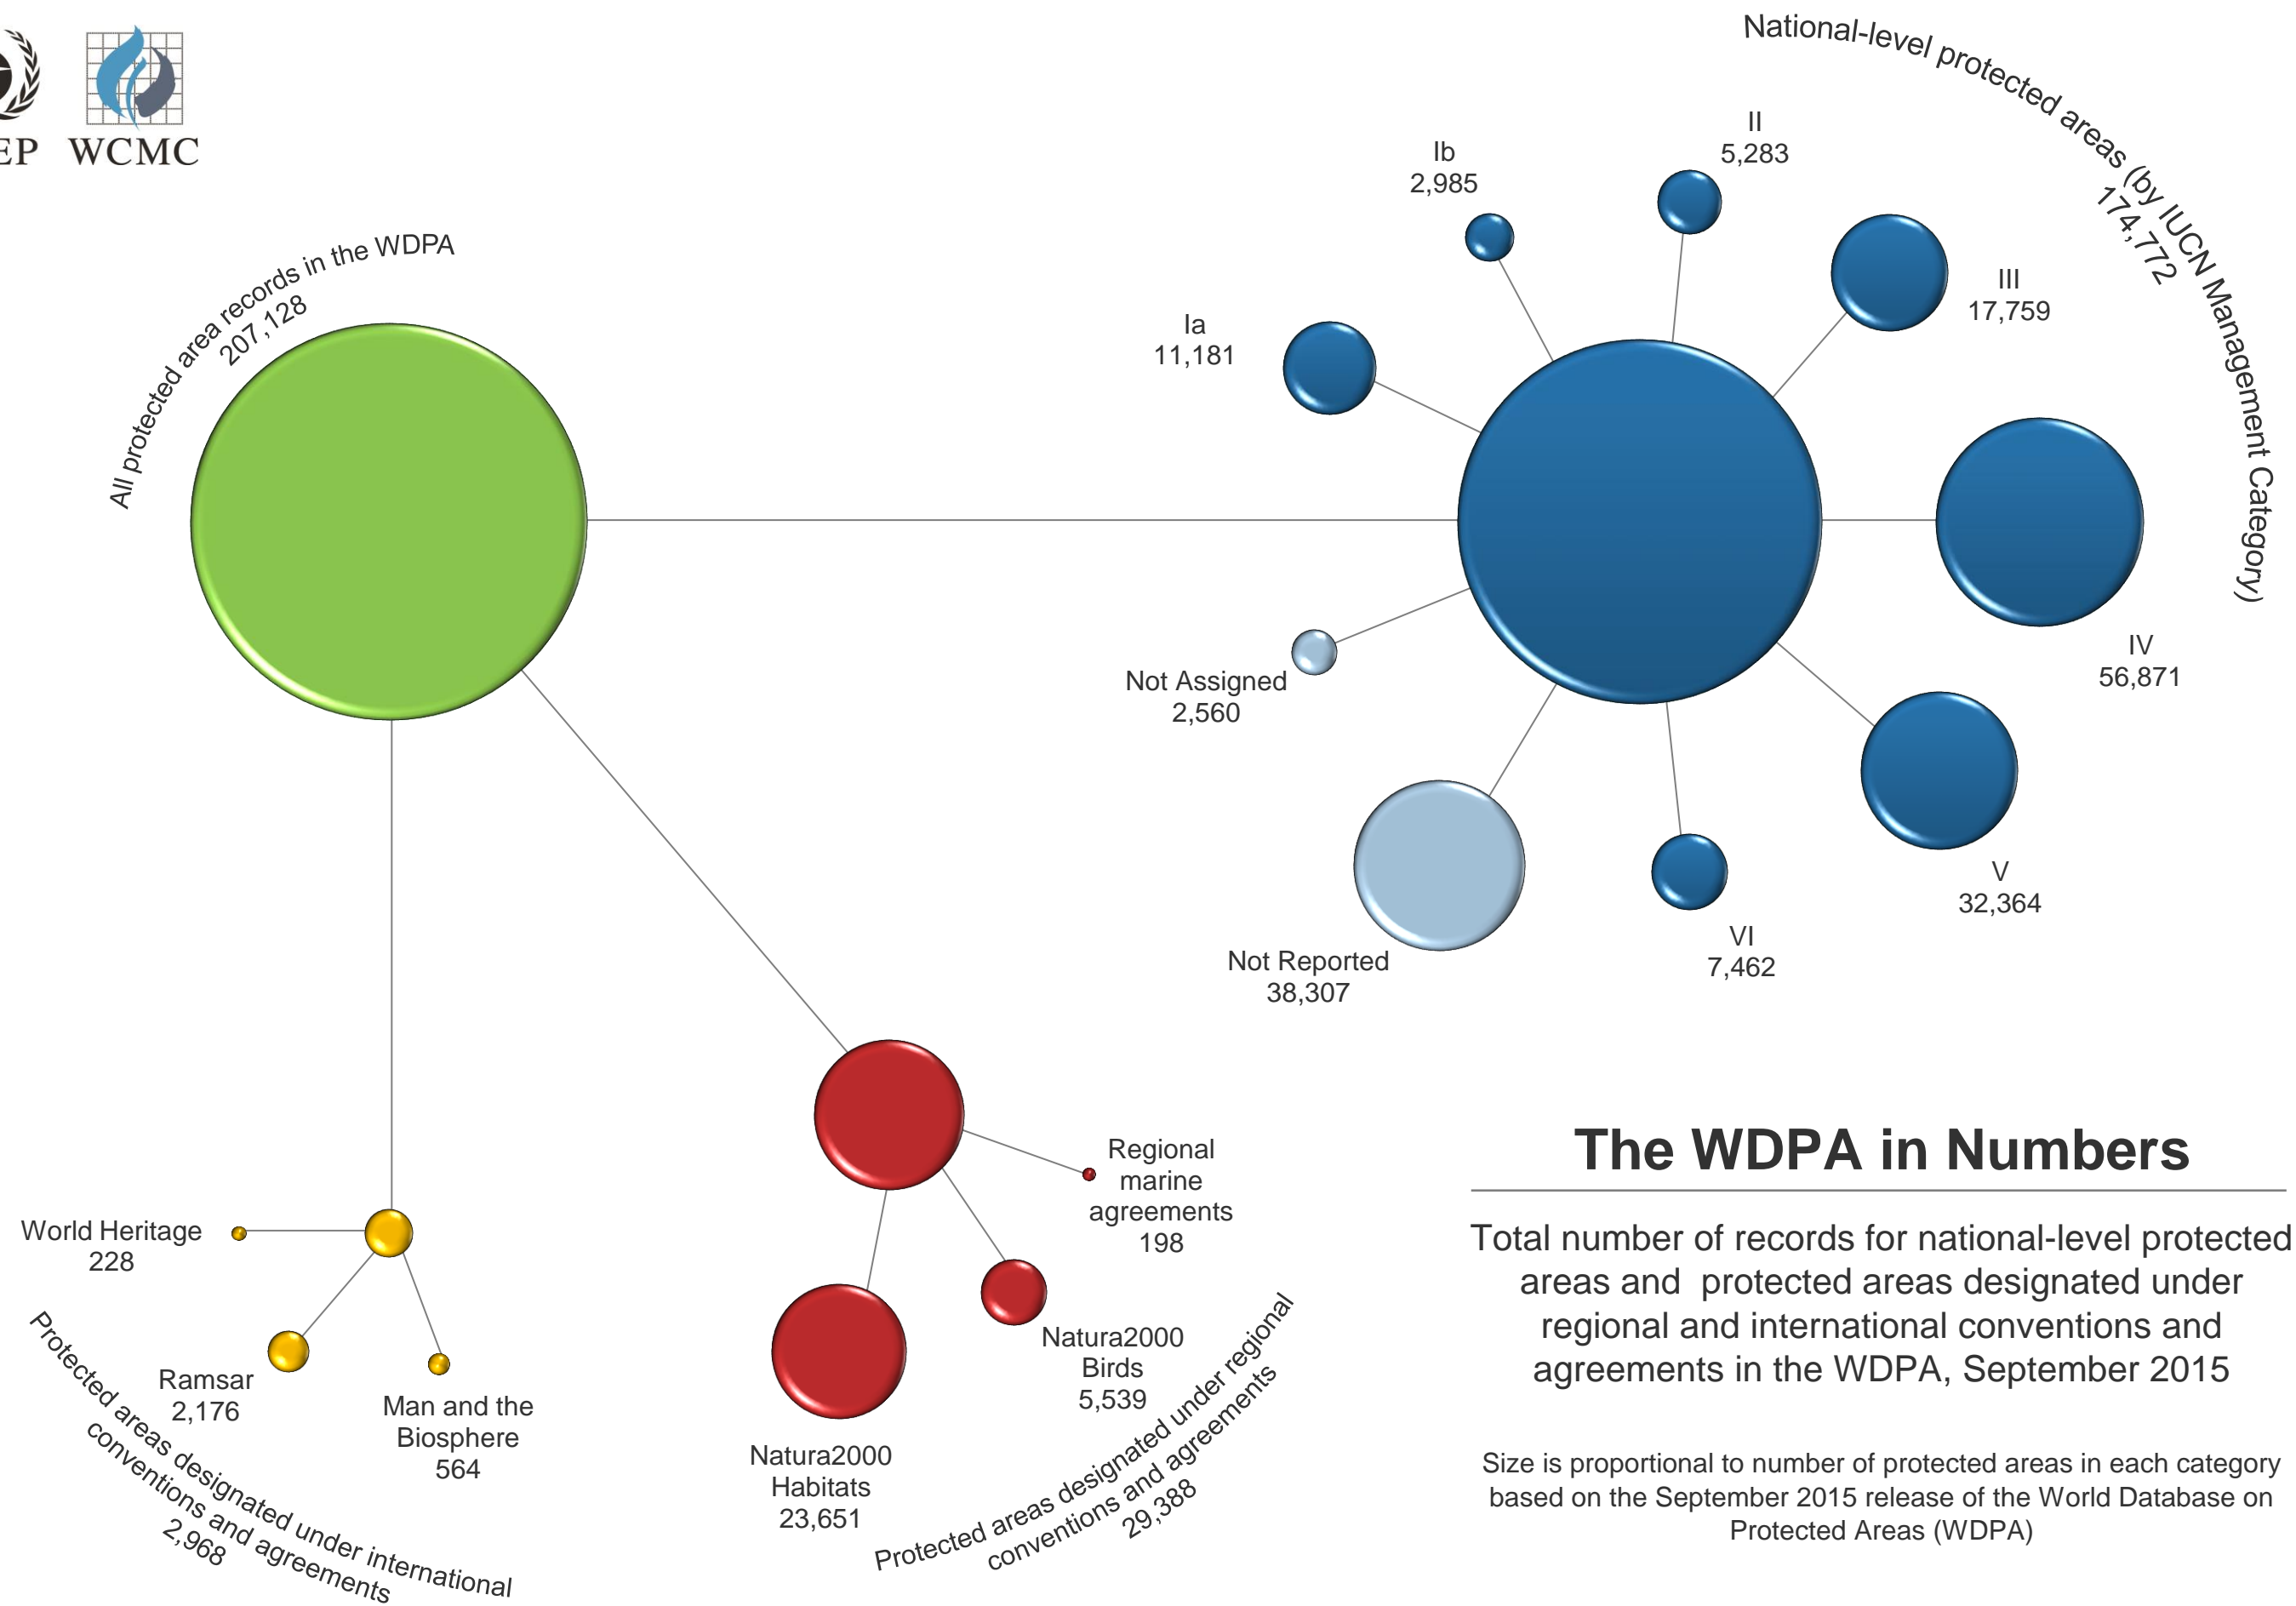 EP
WCMC
All protected area records in the WDPA
207,128
National-level protected areas (by IUCN Management Category)
174,772
Ib
2,985
II
5,283
III
17,759
Ia
11,181
IV
56,871
Not Assigned
2,560
V
32,364
VI
7,462
Not Reported
38,307
World Heritage
228
Ramsar
2,176
Man and the
Biosphere
564
Protected areas designated under international
conventions and agreements
2,968
Regional
marine
agreements
198
Natura2000
Birds
5,539
Natura2000
Habitats
23,651
Protected areas designated under regional
conventions and agreements
29,388
The WDPA in Numbers
Total number of records for national-level protected
areas and  protected areas designated under
regional and international conventions and
agreements in the WDPA, September 2015
Size is proportional to number of protected areas in each category
based on the September 2015 release of the World Database on
Protected Areas (WDPA)